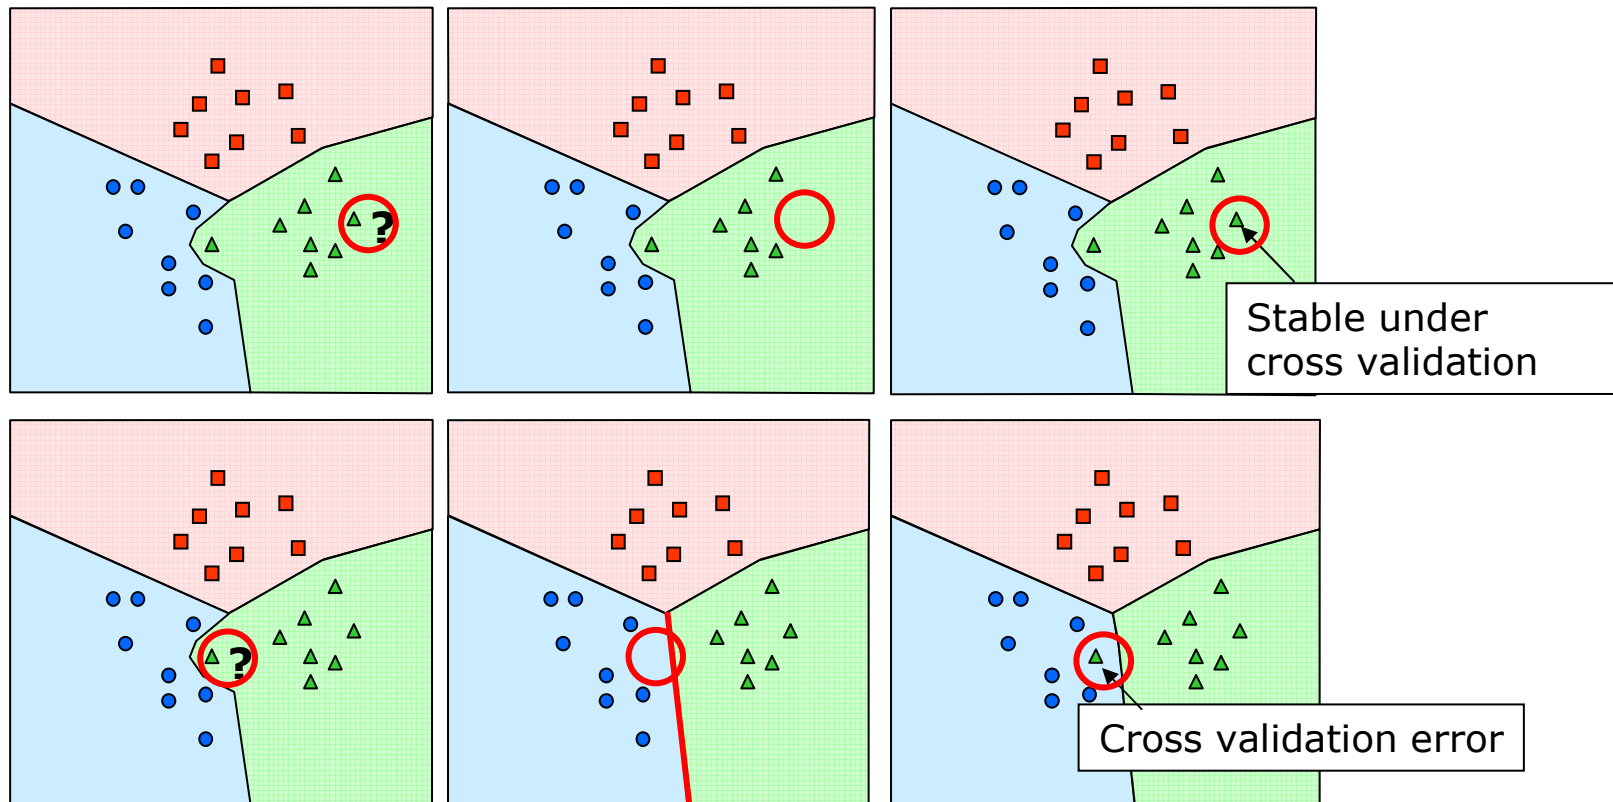 ?
Stable under
cross validation
?
Cross validation error